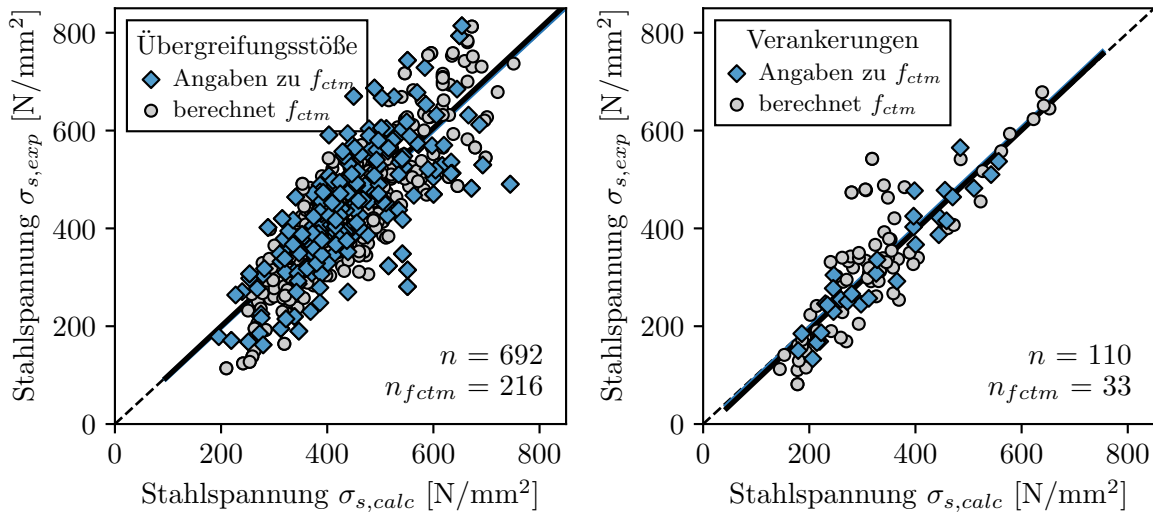 Übergreifungsstöße
Angaben zu f_ctm
berechnet f_ctm
n = 692
n_fctm = 216
0
200
400
600
800
0
200
400
600
800
Stahlspannung σ_s,calc [N/mm²]
Stahlspannung σ_s,exp [N/mm²]
Verankerungen
Angaben zu f_ctm
berechnet f_ctm
n = 110
n_fctm = 33
0
200
400
600
800
0
200
400
600
800
Stahlspannung σ_s,calc [N/mm²]
Stahlspannung σ_s,exp [N/mm²]